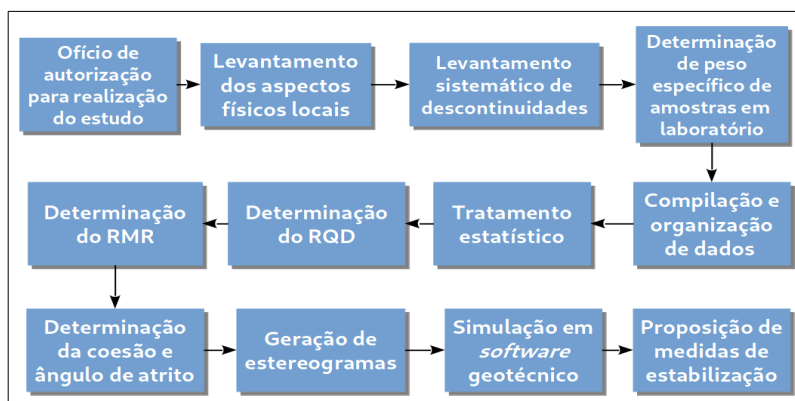 Ofício de
autorização
para realização
do estudo
Levantamento
dos aspectos
físicos locais
Levantamento
sistemático de
descontinuidades
Determinação
de peso
específico de
amostras em
laboratório
Compilação e
organização
de dados
Tratamento
estatístico
Determinação
do RQD
Determinação
do RMR
Determinação
da coesão e
ângulo de atrito
Geração de
estereogramas
Simulação em
software
geotécnico
Proposição de
medidas de
estabilização